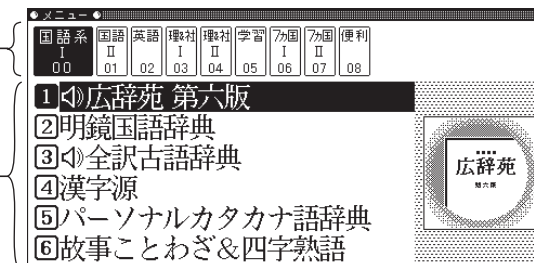 メニュー
国語系 I 00
国語 II 01
英語 02
理&社 I 03
理&社 II 04
学習 05
7カ国 I 06
7カ国 II 07
便利 08
1 広辞苑 第六版
2 明鏡国語辞典
3 全訳古語辞典
4 漢字源
5 パーソナルカタカナ語辞典
6 故事ことわざ&四字熟語
広辞苑
第六版